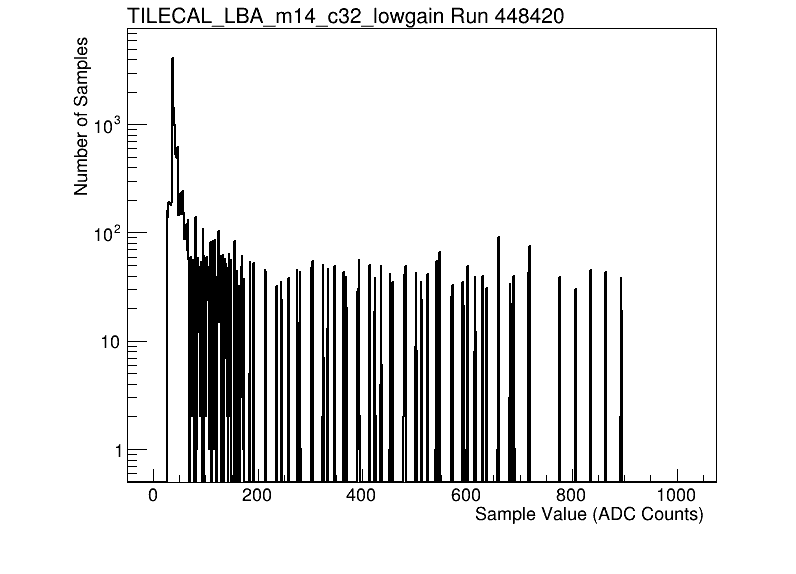 TILECAL_LBA_m14_c32_lowgain Run 448420
Number of Samples
10³
10²
10
1
0 200 400 600 800 1000
Sample Value (ADC Counts)